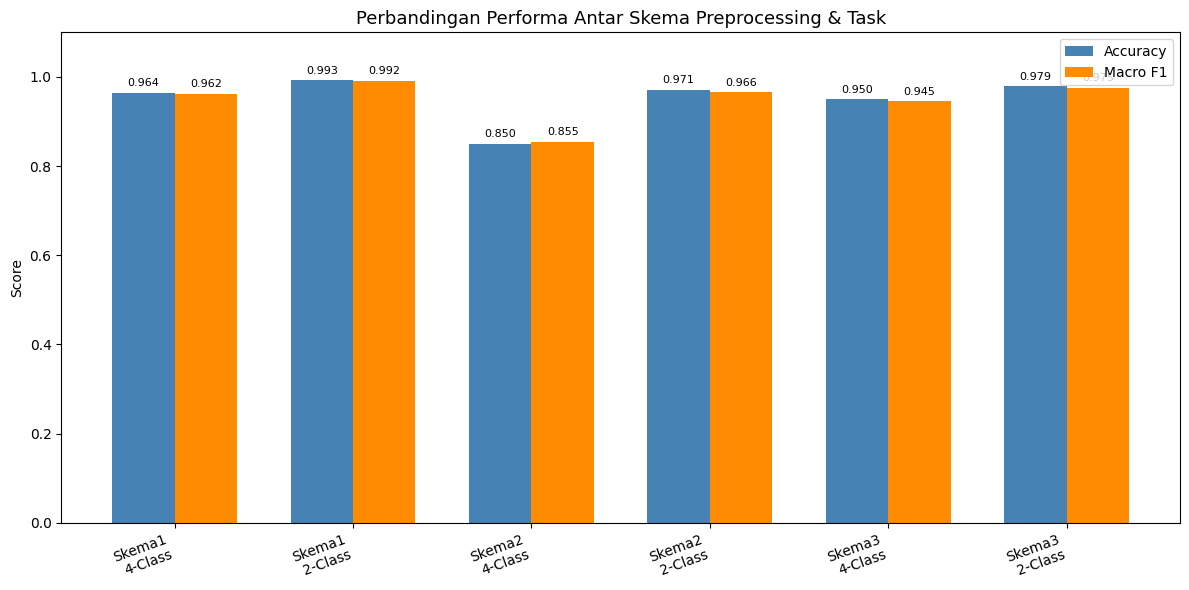 Perbandingan Performa Antar Skema Preprocessing & Task
Accuracy
Macro F1
0.964
0.962
0.993
0.992
0.850
0.855
0.971
0.966
0.950
0.945
0.979
Score
1.0
0.8
0.6
0.4
0.2
0.0
Skema1
4-Class
Skema1
2-Class
Skema2
4-Class
Skema2
2-Class
Skema3
4-Class
Skema3
2-Class